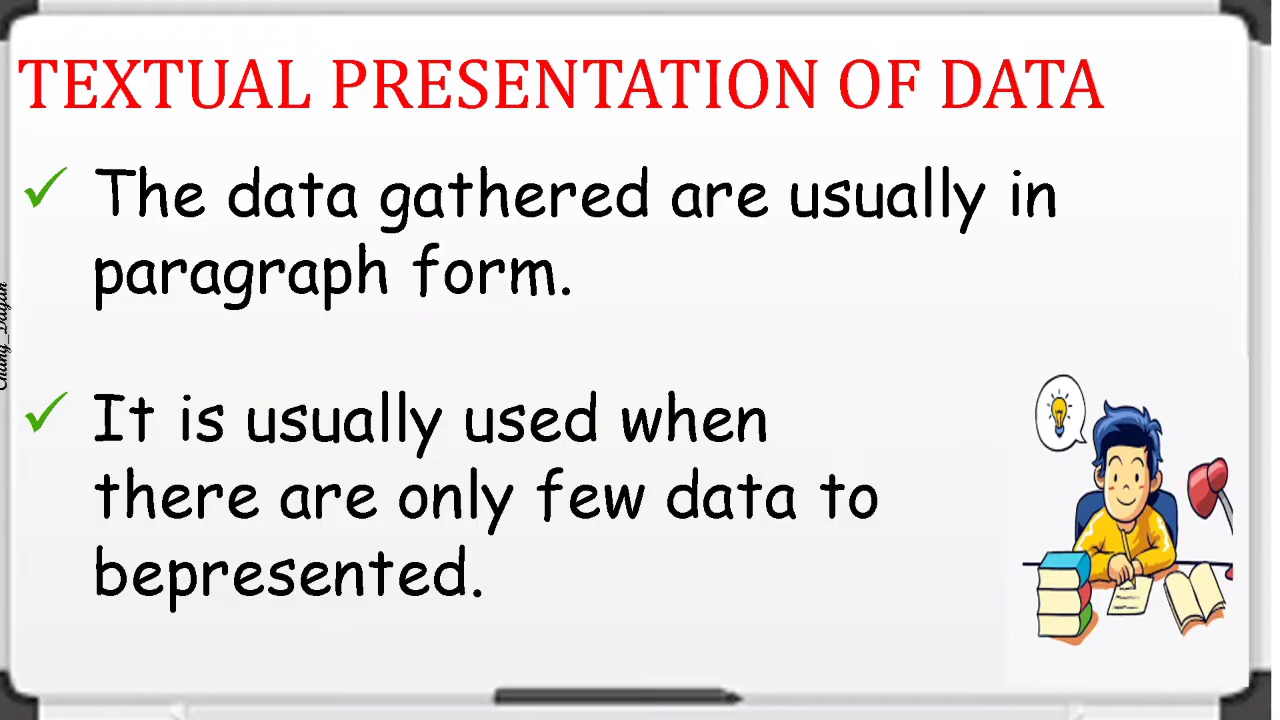 TEXTUAL PRESENTATION OF DATA
✓ The data gathered are usually in
paragraph form.
✓ It is usually used when
there are only few data to
bepresented.